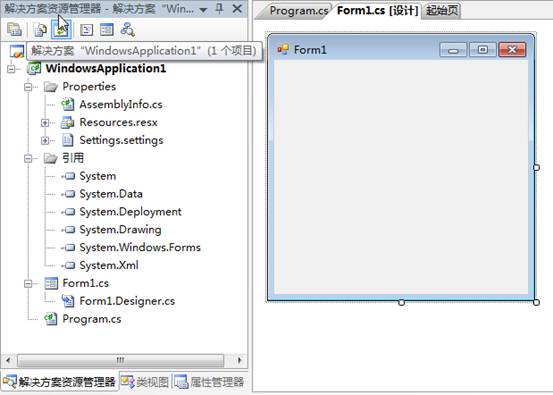 解决方案资源管理器 - 解决方案 "Win...
解决方案 "WindowsApplication1" (1 个项目)
WindowsApplication1
Properties
AssemblyInfo.cs
Resources.resx
Settings.settings
引用
System
System.Data
System.Deployment
System.Drawing
System.Windows.Forms
System.Xml
Form1.cs
Form1.Designer.cs
Program.cs
解决方案资源管理器 类视图 属性管理器
Program.cs Form1.cs [设计] 起始页
Form1